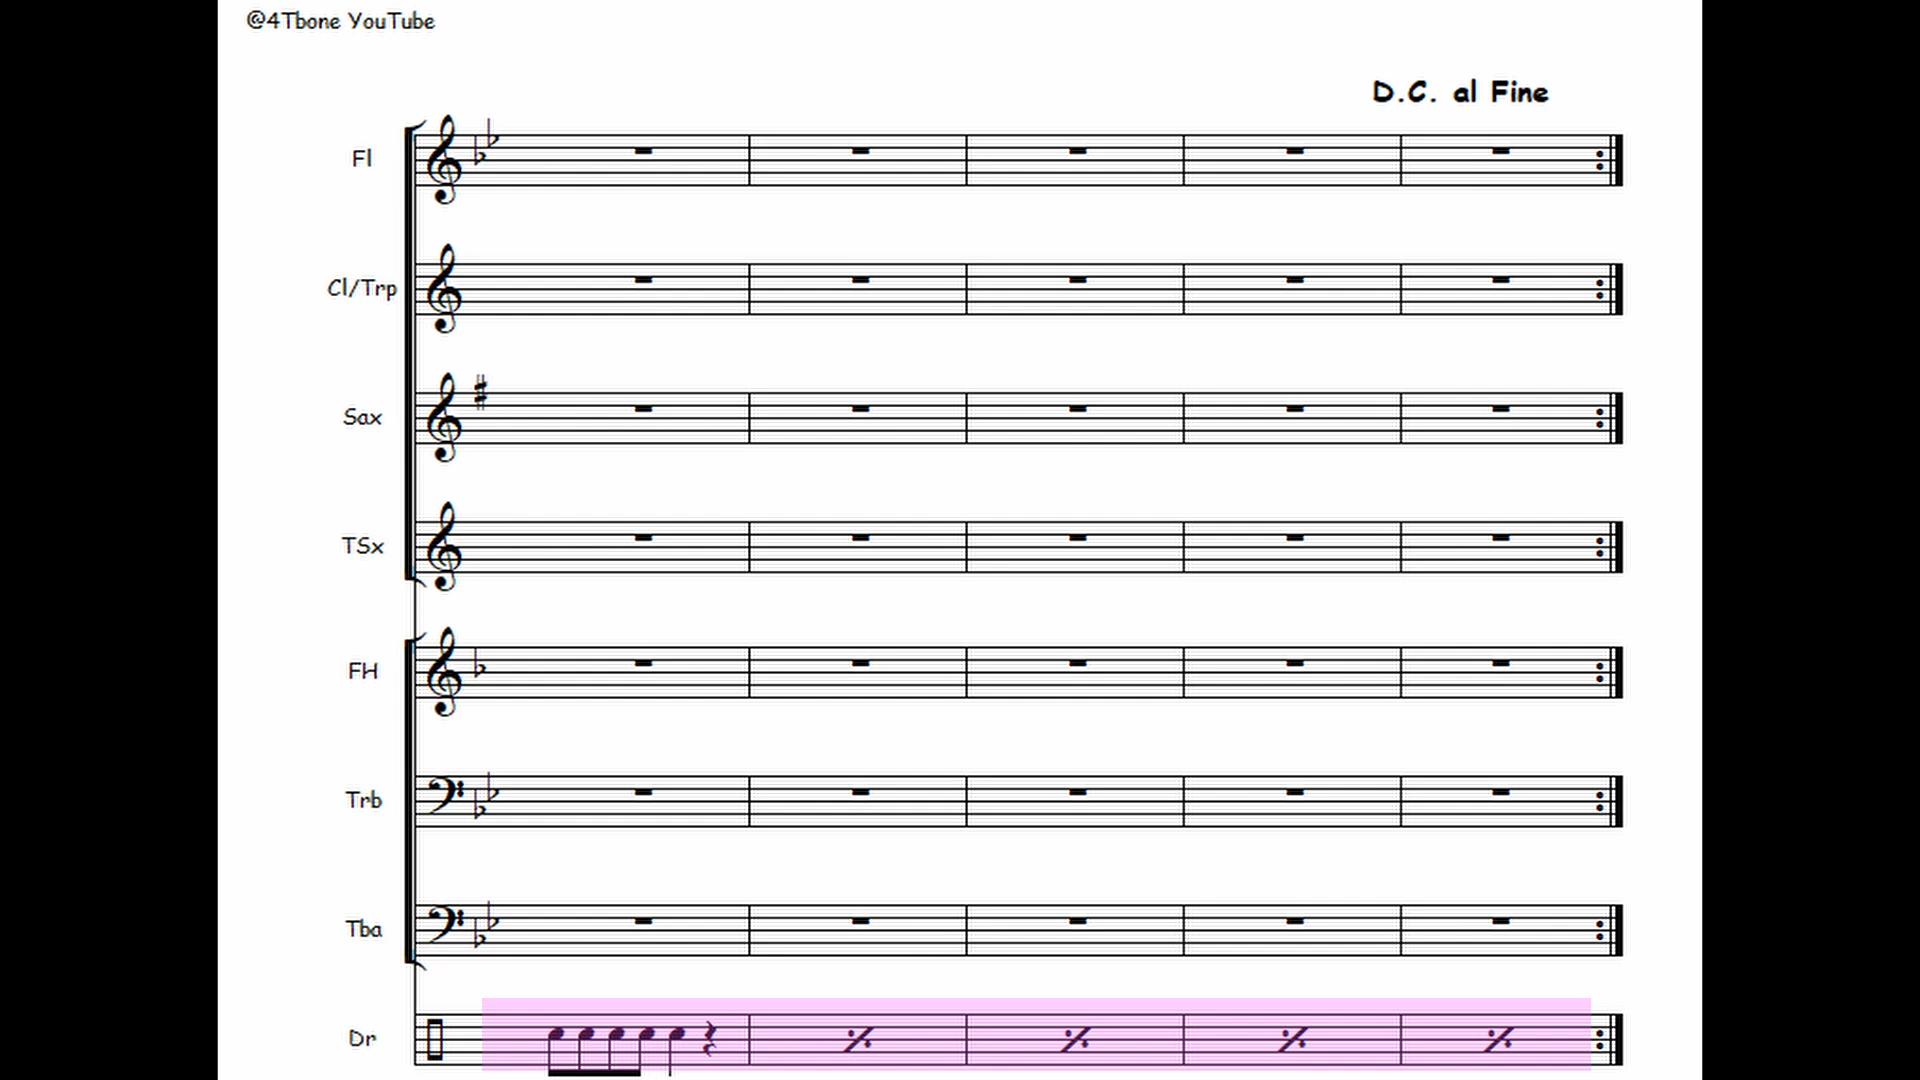 @4Tbone YouTube
D.C. al Fine
Fl
Cl/Trp
Sax
TSx
FH
Trb
Tba
Dr